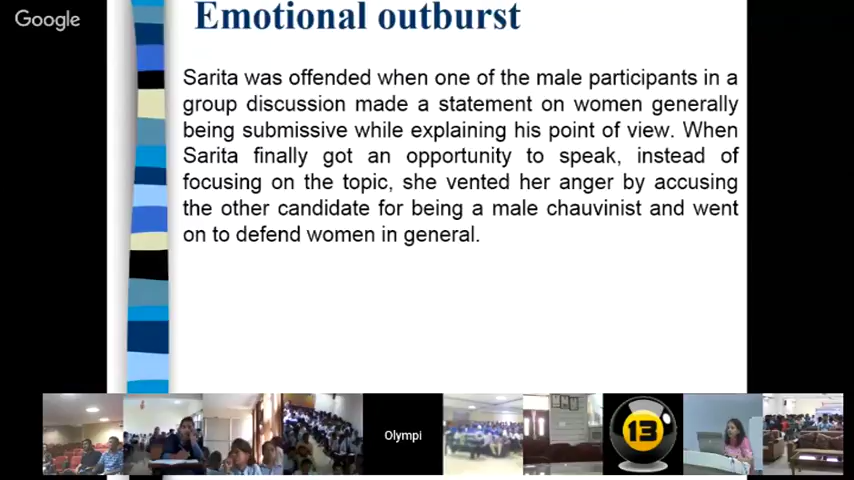 Google
Emotional outburst
Sarita was offended when one of the male participants in a
group discussion made a statement on women generally
being submissive while explaining his point of view. When
Sarita finally got an opportunity to speak, instead of
focusing on the topic, she vented her anger by accusing
the other candidate for being a male chauvinist and went
on to defend women in general.
Olympi
13